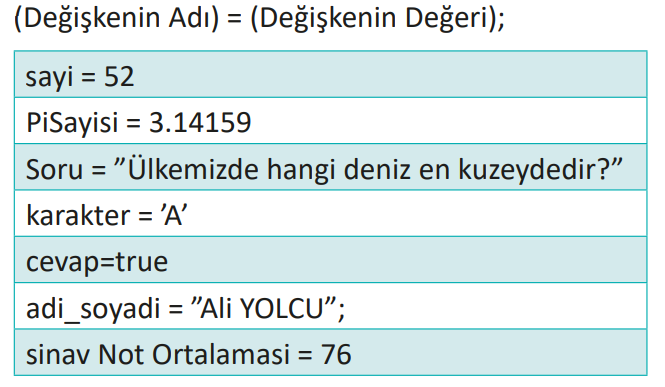 (Değişkenin Adı) = (Değişkenin Değeri);
sayi = 52
PiSayisi = 3.14159
Soru = ”Ülkemizde hangi deniz en kuzeydedir?”
karakter = ’A’
cevap=true
adi_soyadi = ”Ali YOLCU”;
sinav Not Ortalamasi = 76